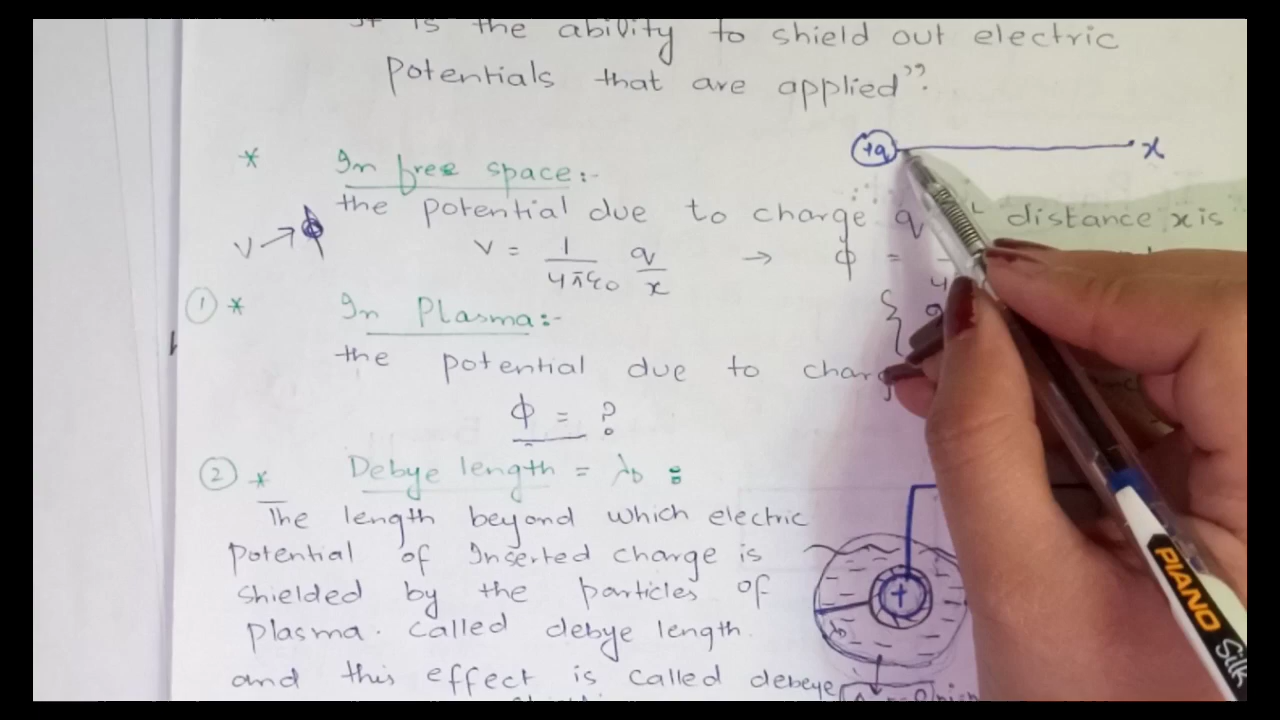 It is the ability to shield out electric
potentials that are applied".
+q x
* In free space:-
the potential due to charge q distance x is
V → ϕ
V = 1/4πε0 q/x → ϕ =
① * In Plasma:-
the potential due to charg
ϕ = ?
② * Debye length = λD :
The length beyond which electric
potential of Inserted charge is
shielded by the particles of
plasma. called debye length.
and this effect is called debeye
+
λD
PIANO Silk